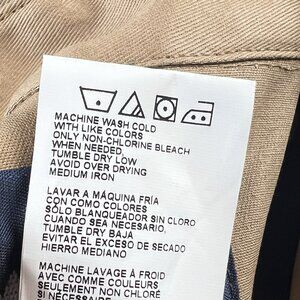 MACHINE WASH COLD
WITH LIKE COLORS
ONLY NON-CHLORINE BLEACH
WHEN NEEDED,
TUMBLE DRY LOW
AVOID OVER DRYING
MEDIUM IRON
LAVAR A MÁQUINA FRÍA
CON COMO COLORES
SÓLO BLANQUEADOR SIN CLORO
CUANDO SEA NECESARIO,
TUMBLE DRY BAJA
EVITAR EL EXCESO DE SECADO
HIERRO MEDIANO
MACHINE LAVAGE À FROID
AVEC COMME COULEURS
SEULEMENT NON CHLORÉ
SI NÉCESSAIRE